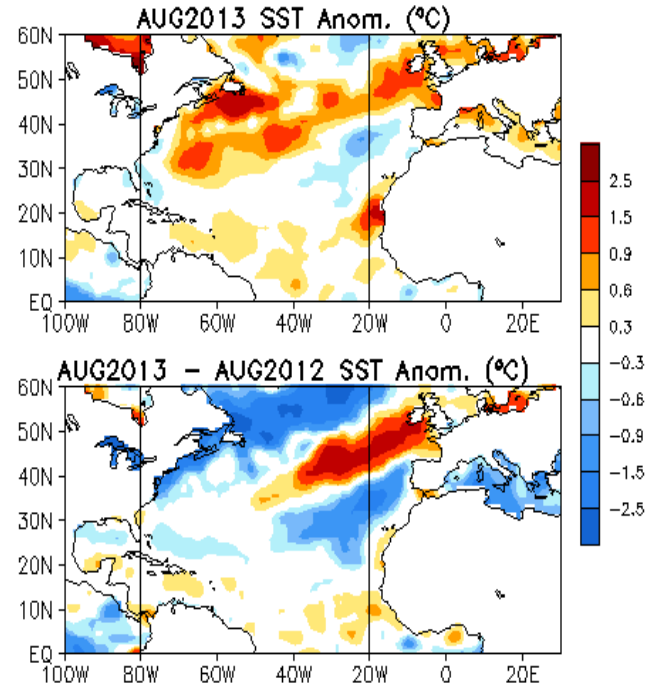 AUG2013 SST Anom. (ºC)
60N
50N
40N
30N
20N
10N
EQ
100W 80W 60W 40W 20W 0 20E
AUG2013 - AUG2012 SST Anom. (ºC)
60N
50N
40N
30N
20N
10N
EQ
100W 80W 60W 40W 20W 0 20E
2.5
1.5
0.9
0.6
0.3
-0.3
-0.6
-0.9
-1.5
-2.5